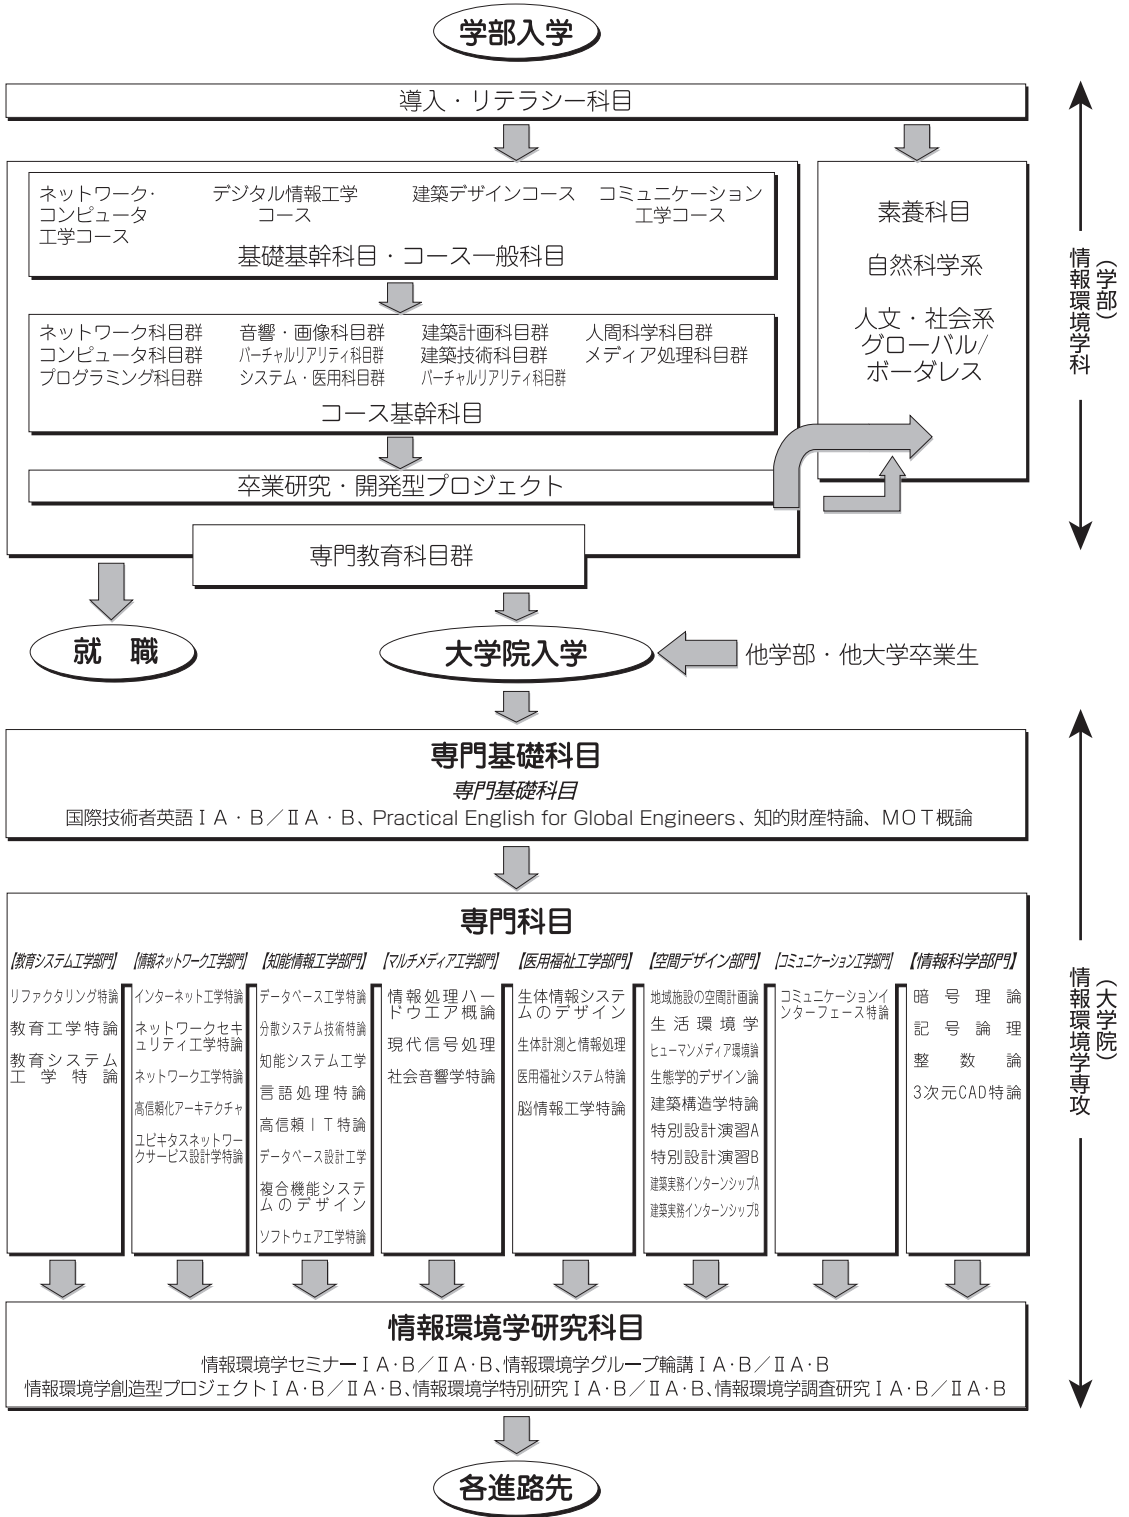 学部入学
導入・リテラシー科目
ネットワーク・
コンピュータ
工学コース
デジタル情報工学
コース
建築デザインコース
コミュニケーション
工学コース
基礎基幹科目・コース一般科目
ネットワーク科目群
コンピュータ科目群
プログラミング科目群
音響・画像科目群
バーチャルリアリティ科目群
システム・医用科目群
建築計画科目群
建築技術科目群
バーチャルリアリティ科目群
人間科学科目群
メディア処理科目群
コース基幹科目
卒業研究・開発型プロジェクト
専門教育科目群
素養科目
自然科学系
人文・社会系
グローバル/
ボーダレス
(学部)
情報環境学科
就 職
大学院入学
他学部・他大学卒業生
専門基礎科目
専門基礎科目
国際技術者英語ⅠA・B/ⅡA・B、Practical English for Global Engineers、知的財産特論、MOT概論
専門科目
【教育システム工学部門】
リファクタリング特論
教育工学特論
教育システム
工学特論
【情報ネットワーク工学部門】
インターネット工学特論
ネットワークセキ
ュリティ工学特論
ネットワーク工学特論
高信頼化アーキテクチャ
ユビキタスネットワー
クサービス設計学特論
【知能情報工学部門】
データベース工学特論
分散システム技術特論
知能システム工学
言語処理特論
高信頼IT特論
データベース設計工学
複合機能システ
ムのデザイン
ソフトウェア工学特論
【マルチメディア工学部門】
情報処理ハー
ドウエア概論
現代信号処理
社会音響学特論
【医用福祉工学部門】
生体情報システ
ムのデザイン
生体計測と情報処理
医用福祉システム特論
脳情報工学特論
【空間デザイン部門】
地域施設の空間計画論
生活環境学
ヒューマンメディア環境論
生態学的デザイン論
建築構造学特論
特別設計演習A
特別設計演習B
建築実務インターンシップA
建築実務インターンシップB
【コミュニケーション工学部門】
コミュニケーションイ
ンターフェース特論
【情報科学部門】
暗号理論
記号論理
整数論
3次元CAD特論
(大学院)
情報環境学専攻
情報環境学研究科目
情報環境学セミナーⅠA・B/ⅡA・B、情報環境学グループ輪講ⅠA・B/ⅡA・B
情報環境学創造型プロジェクトⅠA・B/ⅡA・B、情報環境学特別研究ⅠA・B/ⅡA・B、情報環境学調査研究ⅠA・B/ⅡA・B
各進路先